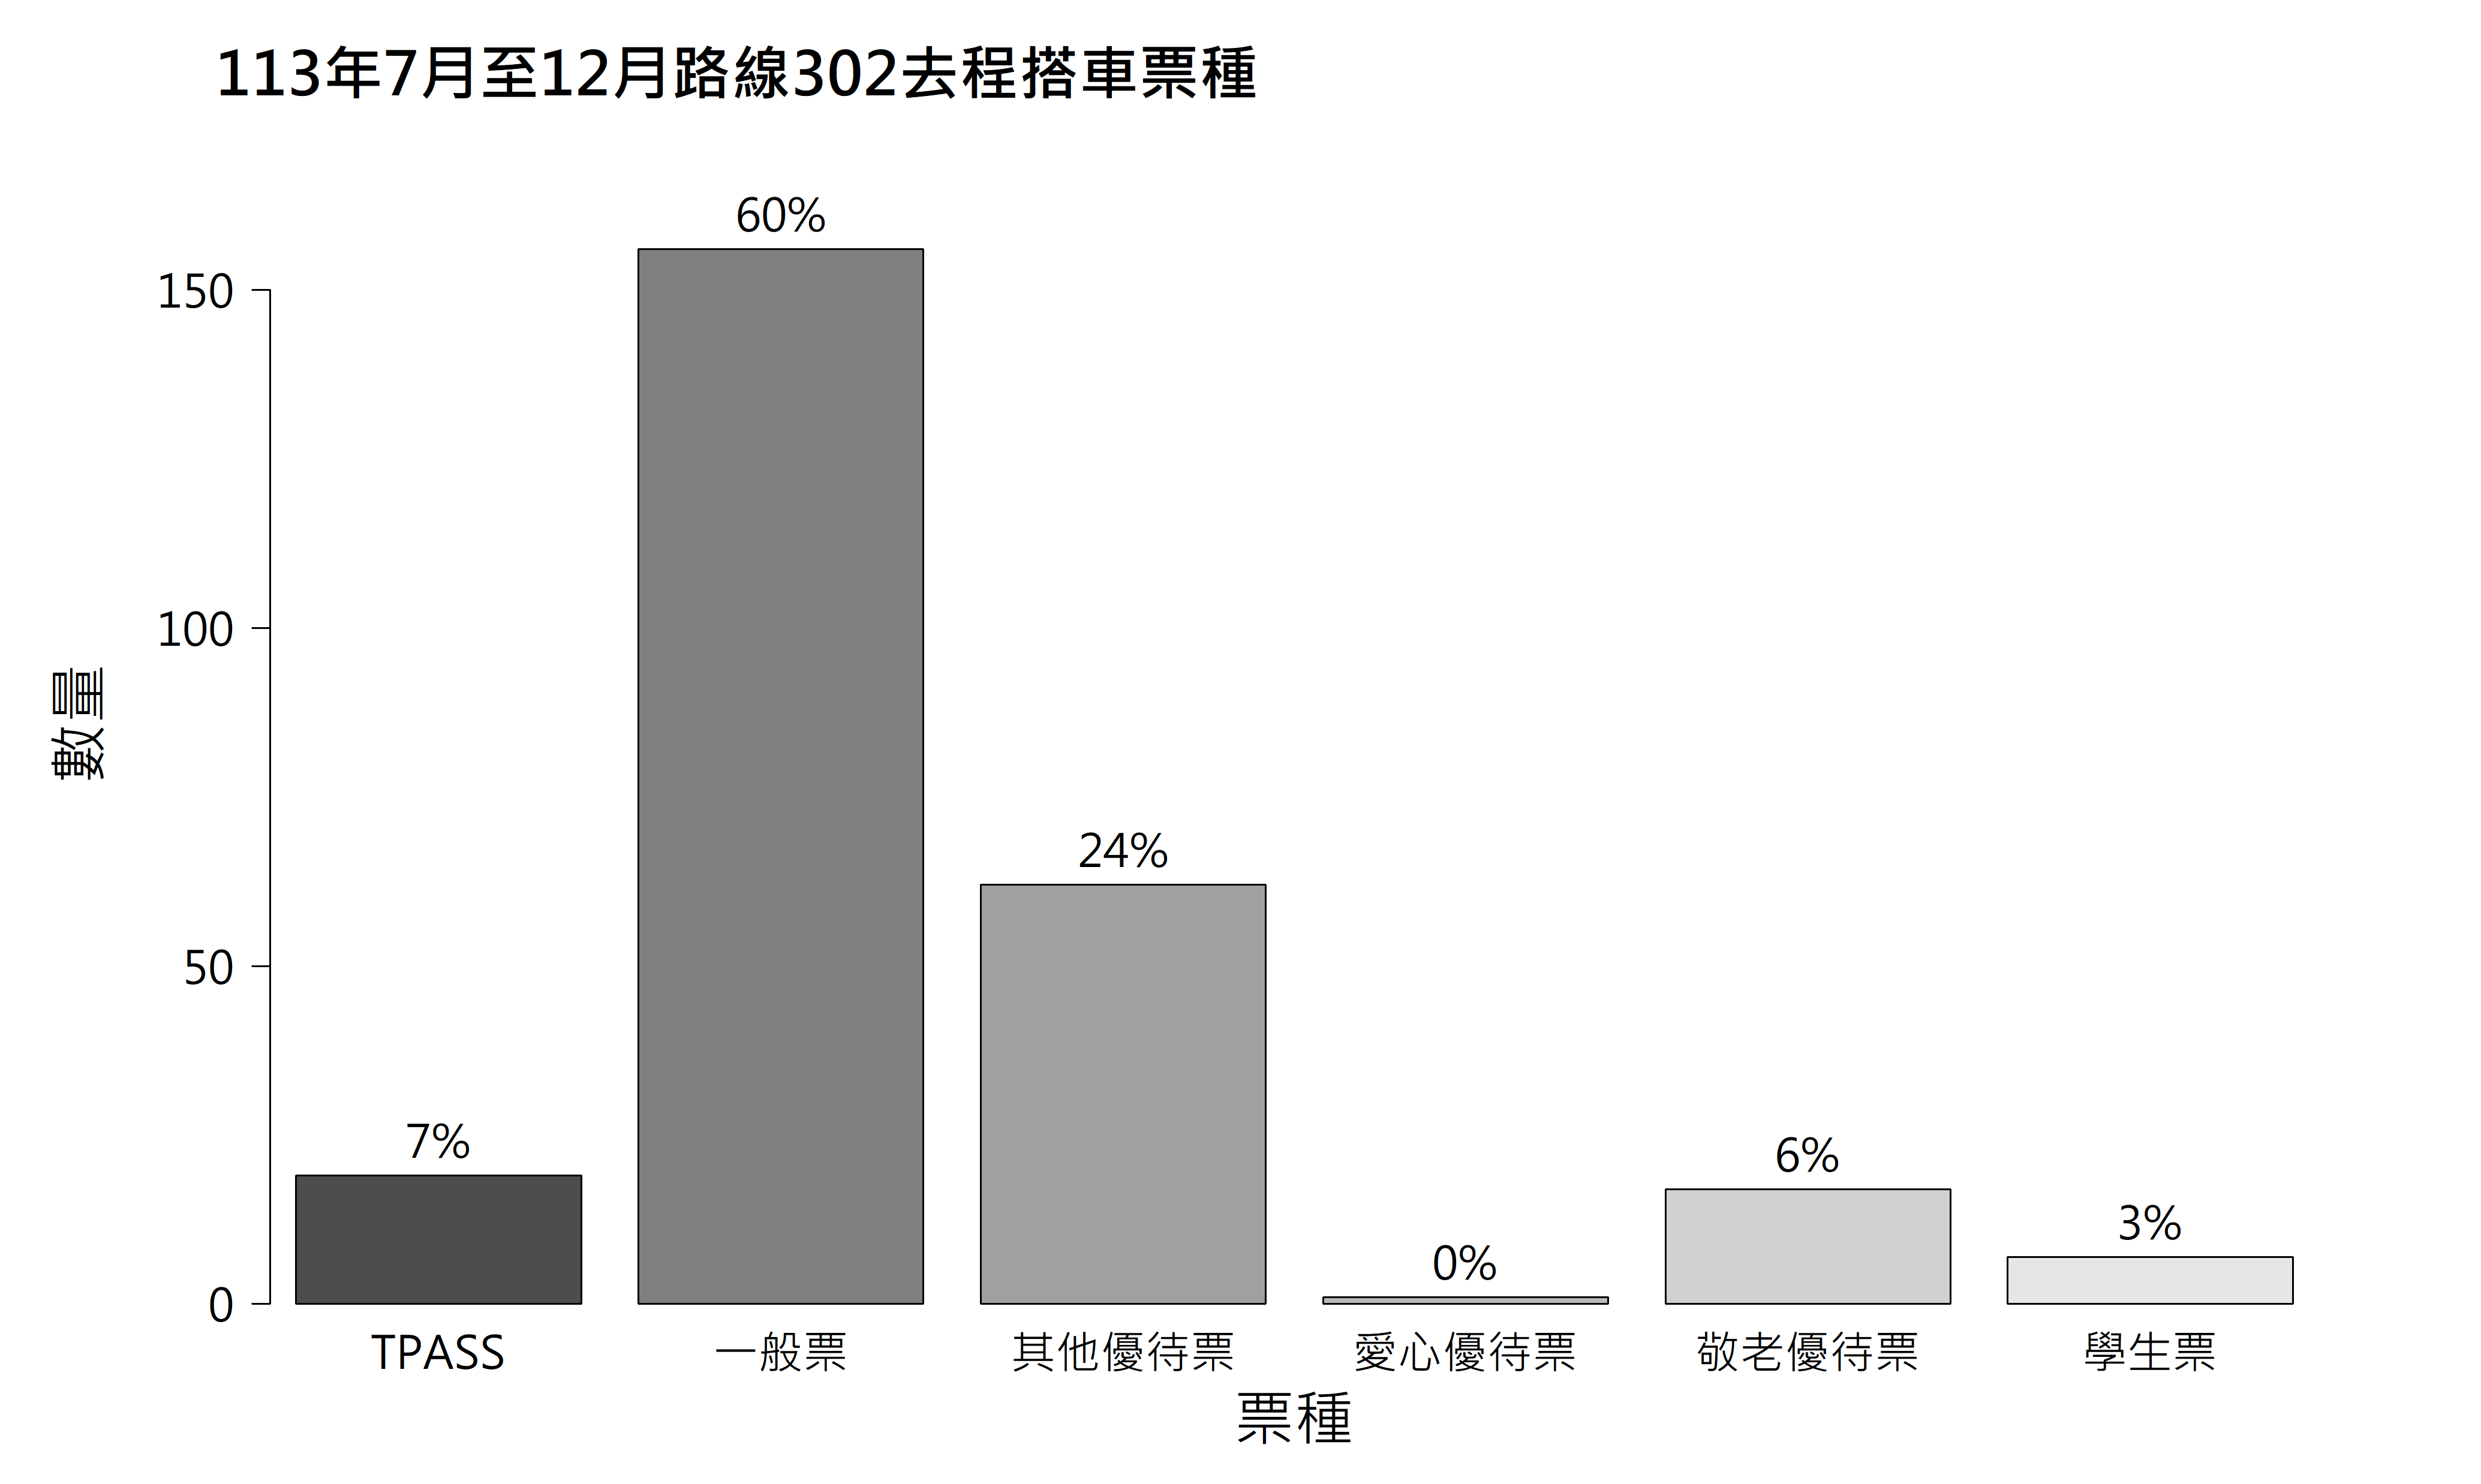 113年7月至12月路線302去程搭車票種
60%
150
100
數量
24%
50
7%
6%
3%
0%
0
TPASS
一般票
其他優待票
愛心優待票
敬老優待票
學生票
票種